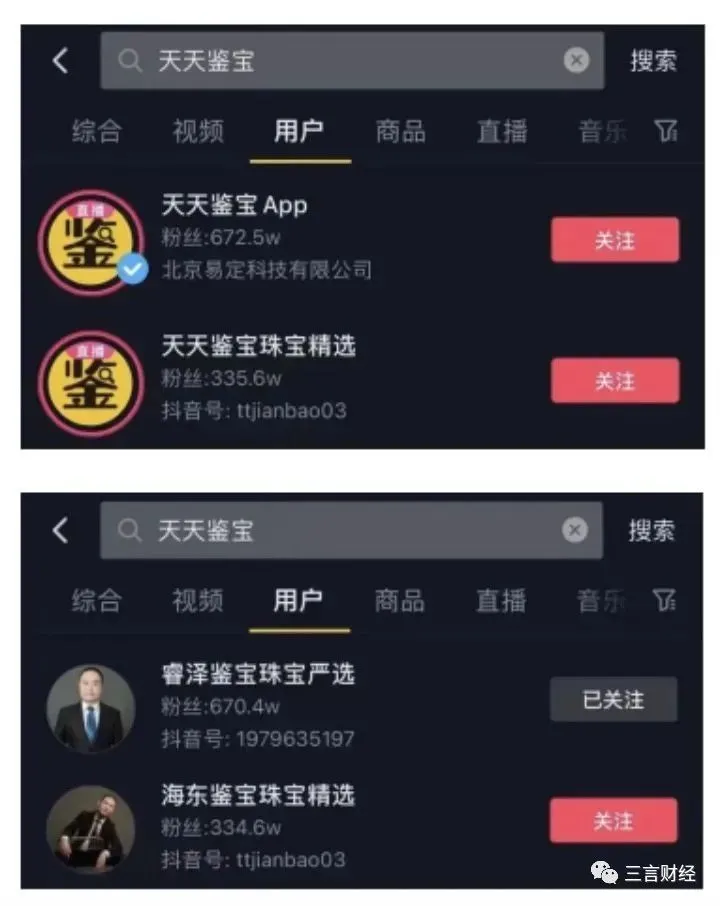 天天鉴宝
搜索
综合 视频 用户 商品 直播 音乐
直播
鉴
天天鉴宝App
粉丝:672.5w
北京易定科技有限公司
关注
直播
鉴
天天鉴宝珠宝精选
粉丝:335.6w
抖音号: ttjianbao03
关注
天天鉴宝
搜索
综合 视频 用户 商品 直播 音乐
睿泽鉴宝珠宝严选
粉丝:670.4w
抖音号: 1979635197
已关注
海东鉴宝珠宝精选
粉丝:334.6w
抖音号: ttjianbao03
关注
三言财经